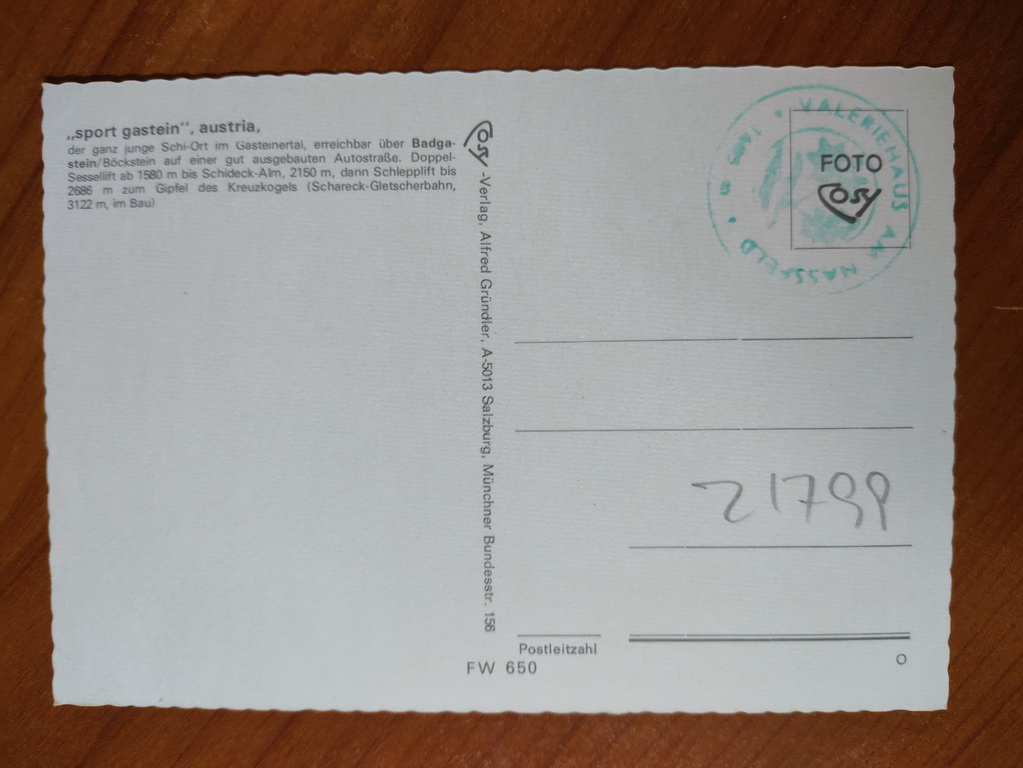 „sport gastein", austria,
der ganz junge Schi-Ort im Gasteinertal, erreichbar über Badga-
stein/Böckstein auf einer gut ausgebauten Autostraße. Doppel-
Sessellift ab 1580 m bis Schideck-Alm, 2150 m, dann Schlepplift bis
2686 m zum Gipfel des Kreuzkogels (Schareck-Gletscherbahn,
3122 m, im Bau)
Cosy-Verlag, Alfred Gründler, A-5013 Salzburg, Münchner Bundesstr. 156
VALERIEHAUS AM NASSFELD
FOTO
Cosy
21799
Postleitzahl
FW 650
O